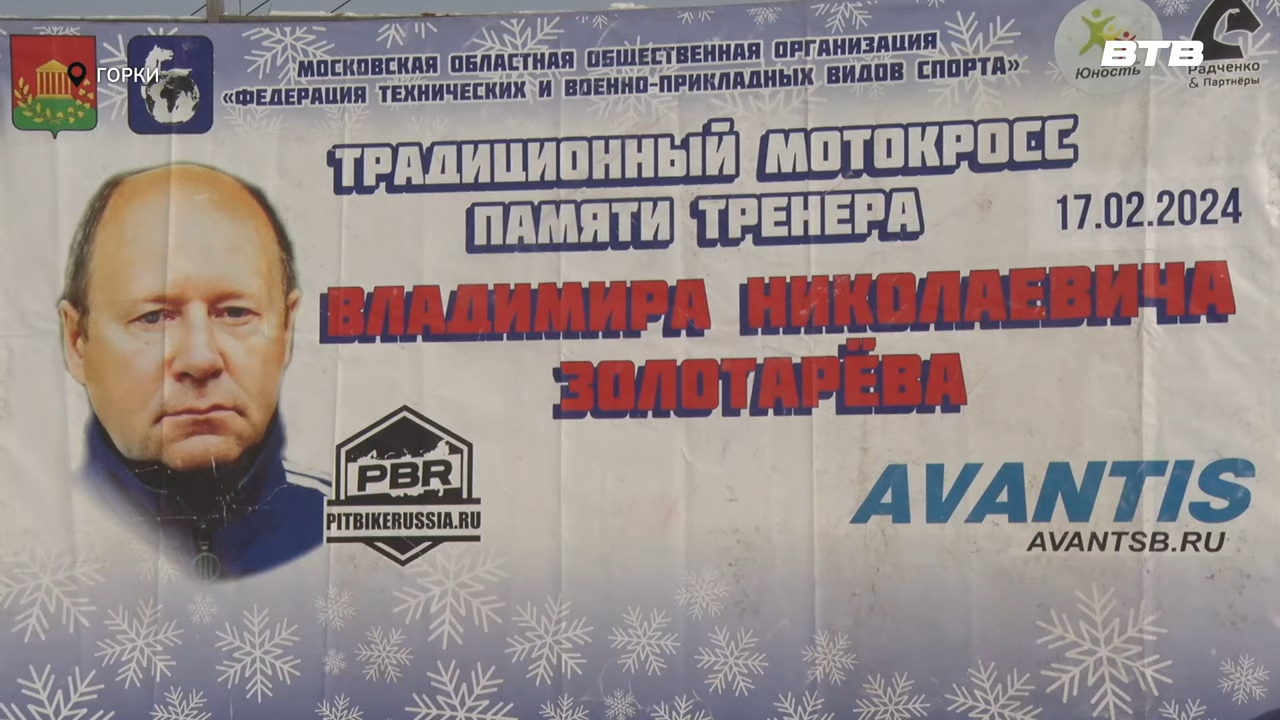 ГОРКИ
МОСКОВСКАЯ ОБЛАСТНАЯ ОБЩЕСТВЕННАЯ ОРГАНИЗАЦИЯ
«ФЕДЕРАЦИЯ ТЕХНИЧЕСКИХ И ВОЕННО-ПРИКЛАДНЫХ ВИДОВ СПОРТА»
Юность
ВТВ
Радченко
& Партнёры
ТРАДИЦИОННЫЙ МОТОКРОСС
ПАМЯТИ ТРЕНЕРА
17.02.2024
ВЛАДИМИРА НИКОЛАЕВИЧА
ЗОЛОТАРЁВА
PBR
PITBIKERUSSIA.RU
AVANTIS
AVANTSB.RU